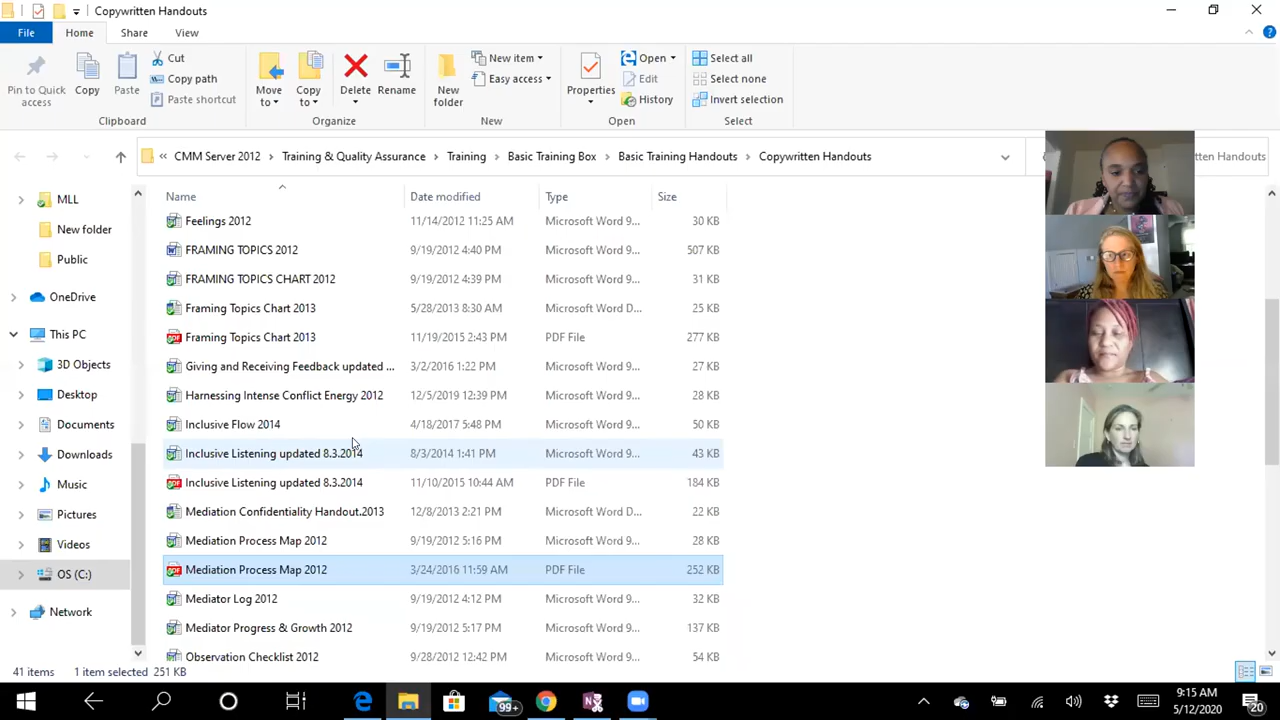 Copywritten Handouts
File Home Share View
Pin to Quick access
Copy
Paste
Cut
Copy path
Paste shortcut
Clipboard
Move to
Copy to
Delete
Rename
Organize
New folder
New item
Easy access
New
Properties
Open
Edit
History
Open
Select all
Select none
Invert selection
Select
« CMM Server 2012 Training & Quality Assurance Training Basic Training Box Basic Training Handouts Copywritten Handouts
tten Handouts
MLL
New folder
Public
OneDrive
This PC
3D Objects
Desktop
Documents
Downloads
Music
Pictures
Videos
OS (C:)
Network
Name Date modified Type Size
Feelings 2012 11/14/2012 11:25 AM Microsoft Word 9... 30 KB
FRAMING TOPICS 2012 9/19/2012 4:40 PM Microsoft Word 9... 507 KB
FRAMING TOPICS CHART 2012 9/19/2012 4:39 PM Microsoft Word 9... 31 KB
Framing Topics Chart 2013 5/28/2013 8:30 AM Microsoft Word D... 25 KB
Framing Topics Chart 2013 11/19/2015 2:43 PM PDF File 277 KB
Giving and Receiving Feedback updated ... 3/2/2016 1:22 PM Microsoft Word 9... 27 KB
Harnessing Intense Conflict Energy 2012 12/5/2019 12:39 PM Microsoft Word 9... 28 KB
Inclusive Flow 2014 4/18/2017 5:48 PM Microsoft Word 9... 50 KB
Inclusive Listening updated 8.3.2014 8/3/2014 1:41 PM Microsoft Word 9... 43 KB
Inclusive Listening updated 8.3.2014 11/10/2015 10:44 AM PDF File 184 KB
Mediation Confidentiality Handout.2013 12/8/2013 2:21 PM Microsoft Word D... 22 KB
Mediation Process Map 2012 9/19/2012 5:16 PM Microsoft Word 9... 28 KB
Mediation Process Map 2012 3/24/2016 11:59 AM PDF File 252 KB
Mediator Log 2012 9/19/2012 4:12 PM Microsoft Word 9... 32 KB
Mediator Progress & Growth 2012 9/19/2012 5:17 PM Microsoft Word 9... 137 KB
Observation Checklist 2012 9/28/2012 12:42 PM Microsoft Word 9... 54 KB
41 items 1 item selected 251 KB
99+
9:15 AM
5/12/2020
20